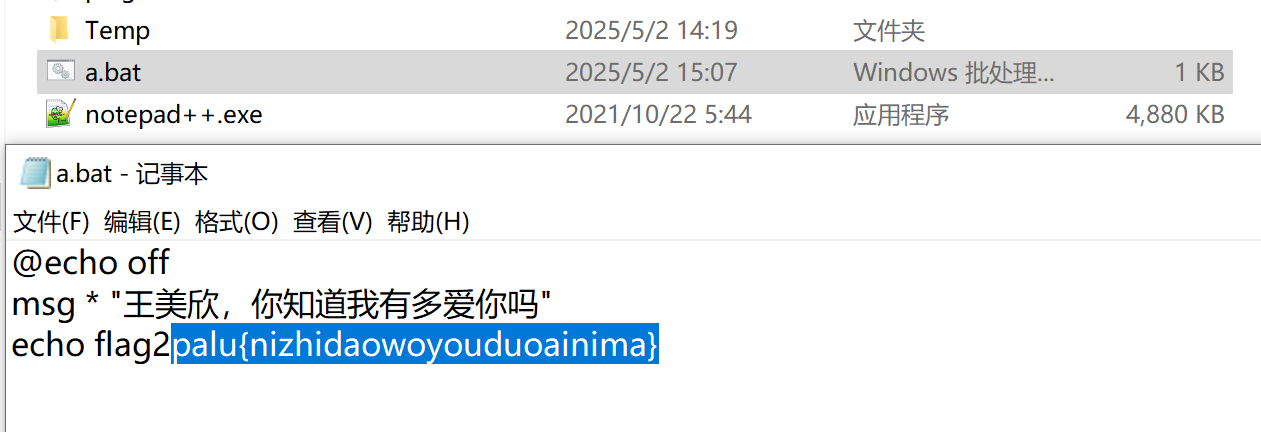 Temp 2025/5/2 14:19 文件夹
a.bat 2025/5/2 15:07 Windows 批处理... 1 KB
notepad++.exe 2021/10/22 5:44 应用程序 4,880 KB
a.bat - 记事本
文件(F) 编辑(E) 格式(O) 查看(V) 帮助(H)
@echo off
msg * "王美欣，你知道我有多爱你吗"
echo flag2palu{nizhidaowoyouduoainima}